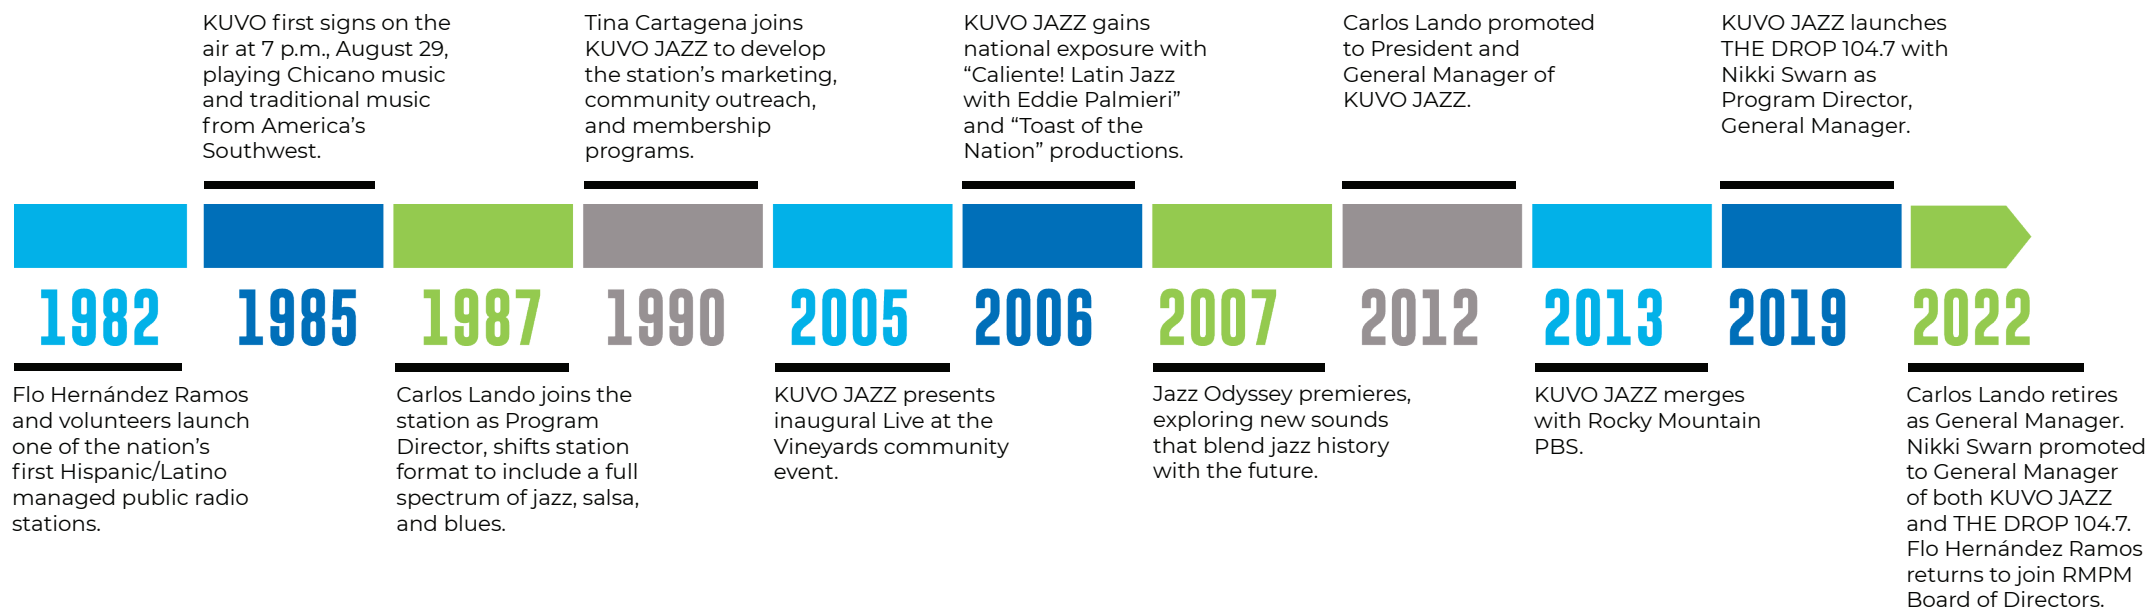 KUVO first signs on the
air at 7 p.m., August 29,
playing Chicano music
and traditional music
from America’s
Southwest.
Tina Cartagena joins
KUVO JAZZ to develop
the station’s marketing,
community outreach,
and membership
programs.
KUVO JAZZ gains
national exposure with
“Caliente! Latin Jazz
with Eddie Palmieri”
and “Toast of the
Nation” productions.
Carlos Lando promoted
to President and
General Manager of
KUVO JAZZ.
KUVO JAZZ launches
THE DROP 104.7 with
Nikki Swarn as
Program Director,
General Manager.
1982
1985
1987
1990
2005
2006
2007
2012
2013
2019
2022
Flo Hernández Ramos
and volunteers launch
one of the nation’s
first Hispanic/Latino
managed public radio
stations.
Carlos Lando joins the
station as Program
Director, shifts station
format to include a full
spectrum of jazz, salsa,
and blues.
KUVO JAZZ presents
inaugural Live at the
Vineyards community
event.
Jazz Odyssey premieres,
exploring new sounds
that blend jazz history
with the future.
KUVO JAZZ merges
with Rocky Mountain
PBS.
Carlos Lando retires
as General Manager.
Nikki Swarn promoted
to General Manager
of both KUVO JAZZ
and THE DROP 104.7.
Flo Hernández Ramos
returns to join RMPM
Board of Directors.